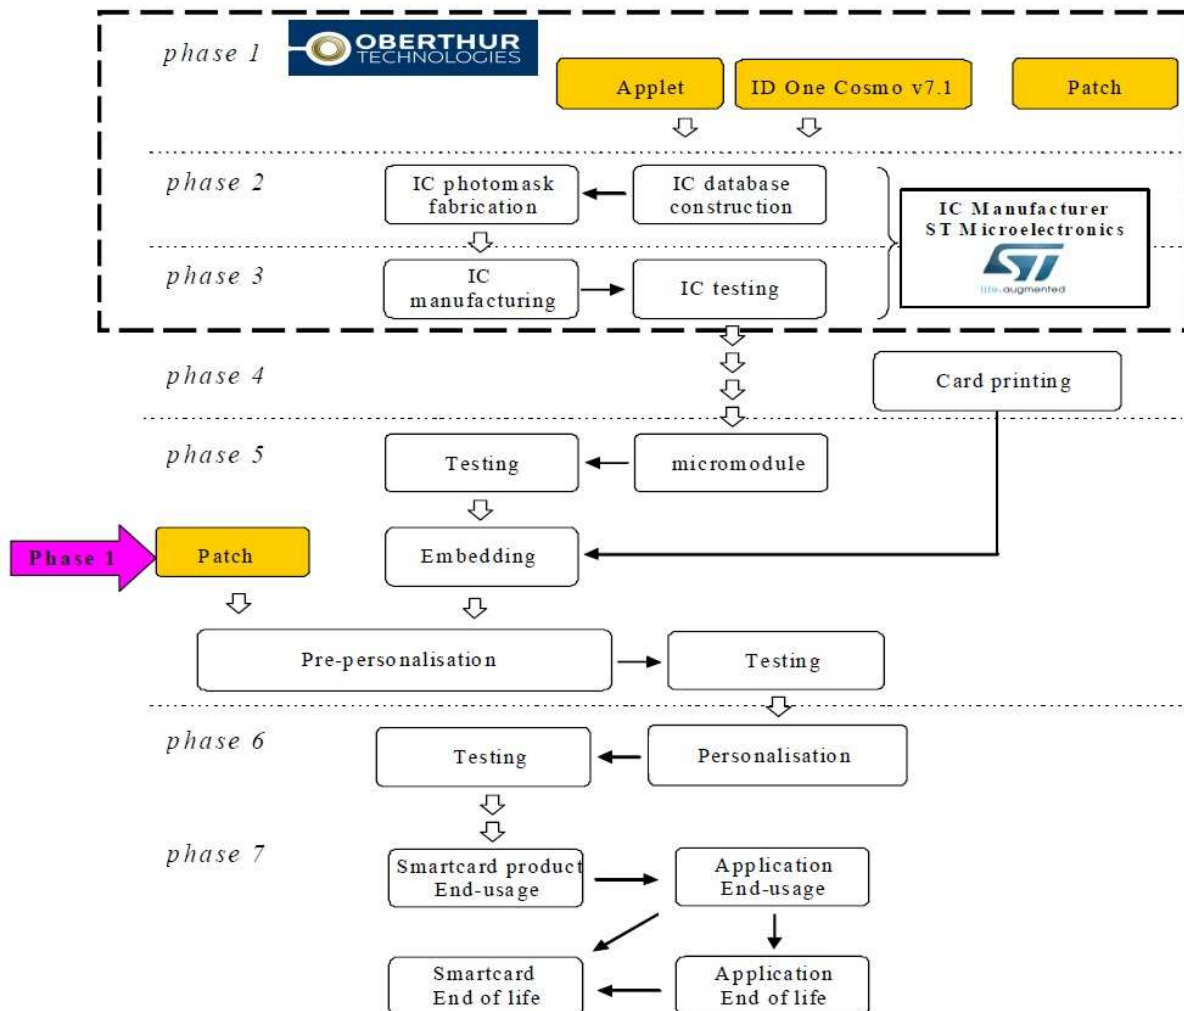 phase 1
OBERTHUR
TECHNOLOGIES
Applet
ID One Cosmo v7.1
Patch
phase 2
IC photomask
fabrication
IC database
construction
IC Manufacturer
ST Microelectronics
ST
life.augmented
phase 3
IC
manufacturing
IC testing
phase 4
Card printing
phase 5
Testing
micromodule
Phase 1
Patch
Embedding
Pre-personalisation
Testing
phase 6
Testing
Personalisation
phase 7
Smartcard product
End-usage
Application
End-usage
Smartcard
End of life
Application
End of life